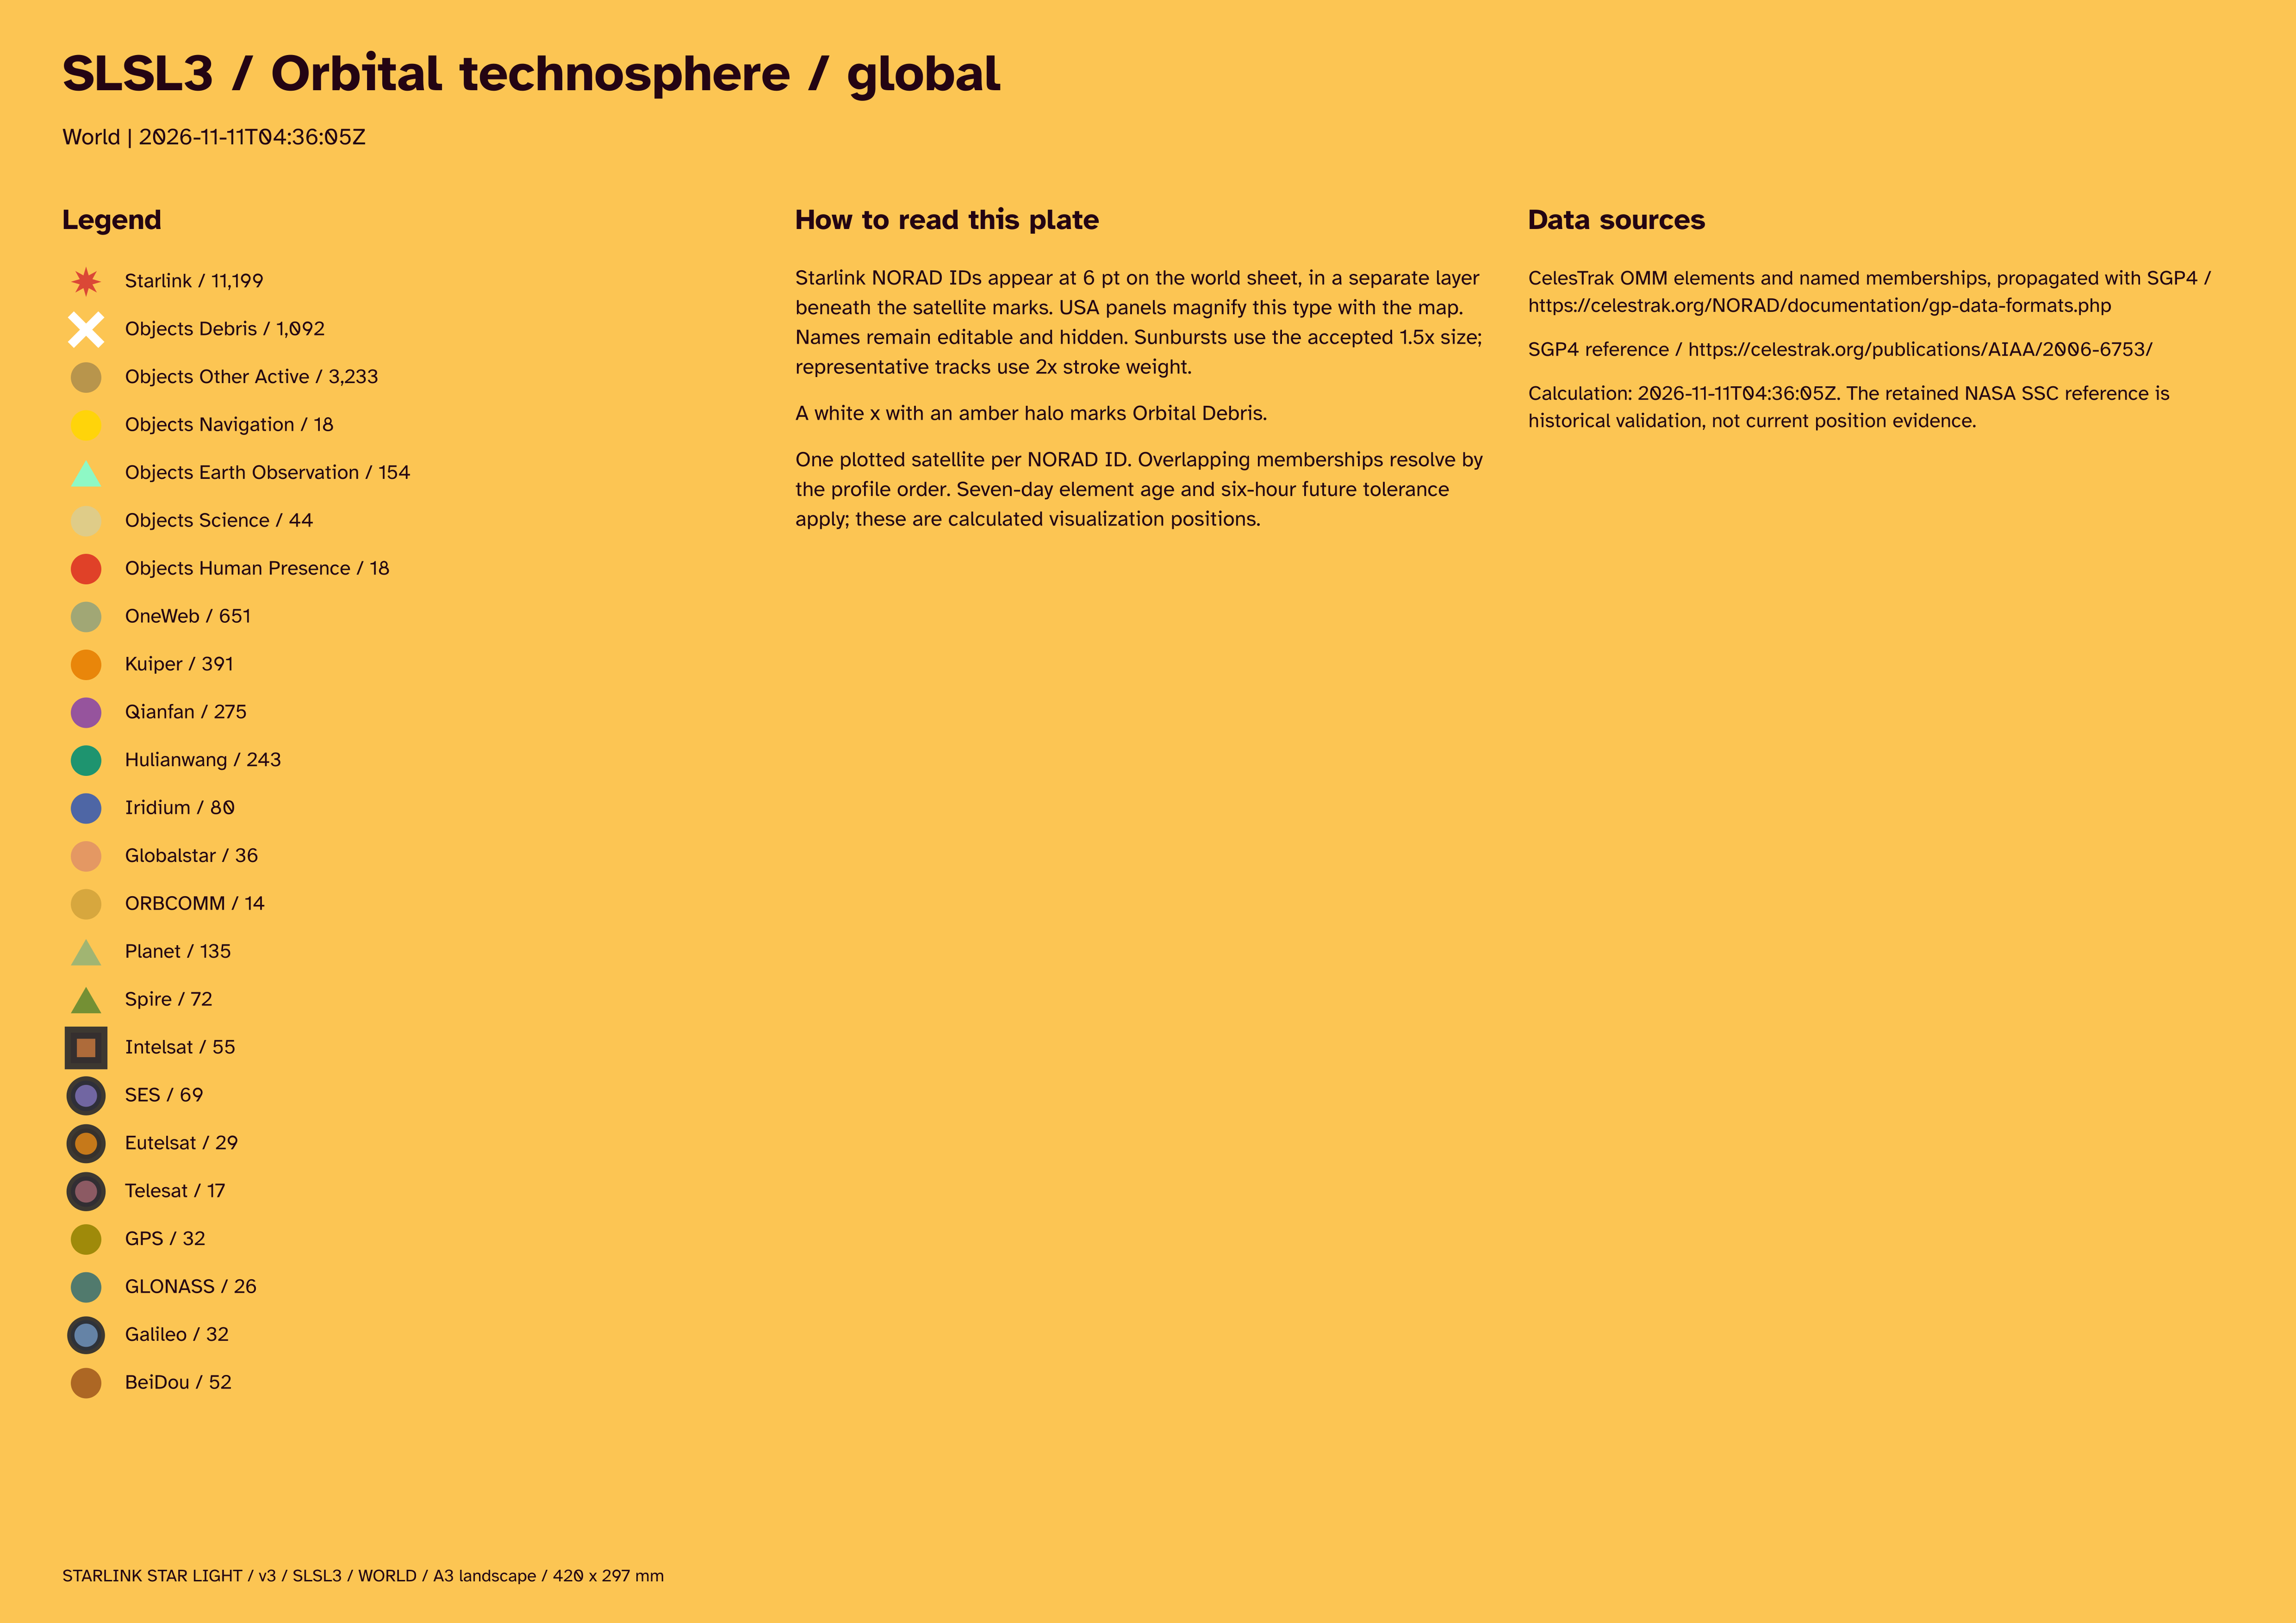 SLSL3 / Orbital technosphere / global
World | 2026-11-11T04:36:05Z
Legend
Starlink / 11,199
Objects Debris / 1,092
Objects Other Active / 3,233
Objects Navigation / 18
Objects Earth Observation / 154
Objects Science / 44
Objects Human Presence / 18
OneWeb / 651
Kuiper / 391
Qianfan / 275
Hulianwang / 243
Iridium / 80
Globalstar / 36
ORBCOMM / 14
Planet / 135
Spire / 72
Intelsat / 55
SES / 69
Eutelsat / 29
Telesat / 17
GPS / 32
GLONASS / 26
Galileo / 32
BeiDou / 52
How to read this plate
Starlink NORAD IDs appear at 6 pt on the world sheet, in a separate layer
beneath the satellite marks. USA panels magnify this type with the map.
Names remain editable and hidden. Sunbursts use the accepted 1.5x size;
representative tracks use 2x stroke weight.
A white x with an amber halo marks Orbital Debris.
One plotted satellite per NORAD ID. Overlapping memberships resolve by
the profile order. Seven-day element age and six-hour future tolerance
apply; these are calculated visualization positions.
Data sources
CelesTrak OMM elements and named memberships, propagated with SGP4 /
https://celestrak.org/NORAD/documentation/gp-data-formats.php
SGP4 reference / https://celestrak.org/publications/AIAA/2006-6753/
Calculation: 2026-11-11T04:36:05Z. The retained NASA SSC reference is
historical validation, not current position evidence.
STARLINK STAR LIGHT / v3 / SLSL3 / WORLD / A3 landscape / 420 x 297 mm